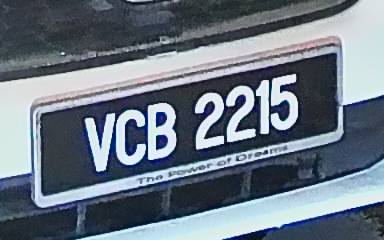 VCB 2215
The Power of Dreams